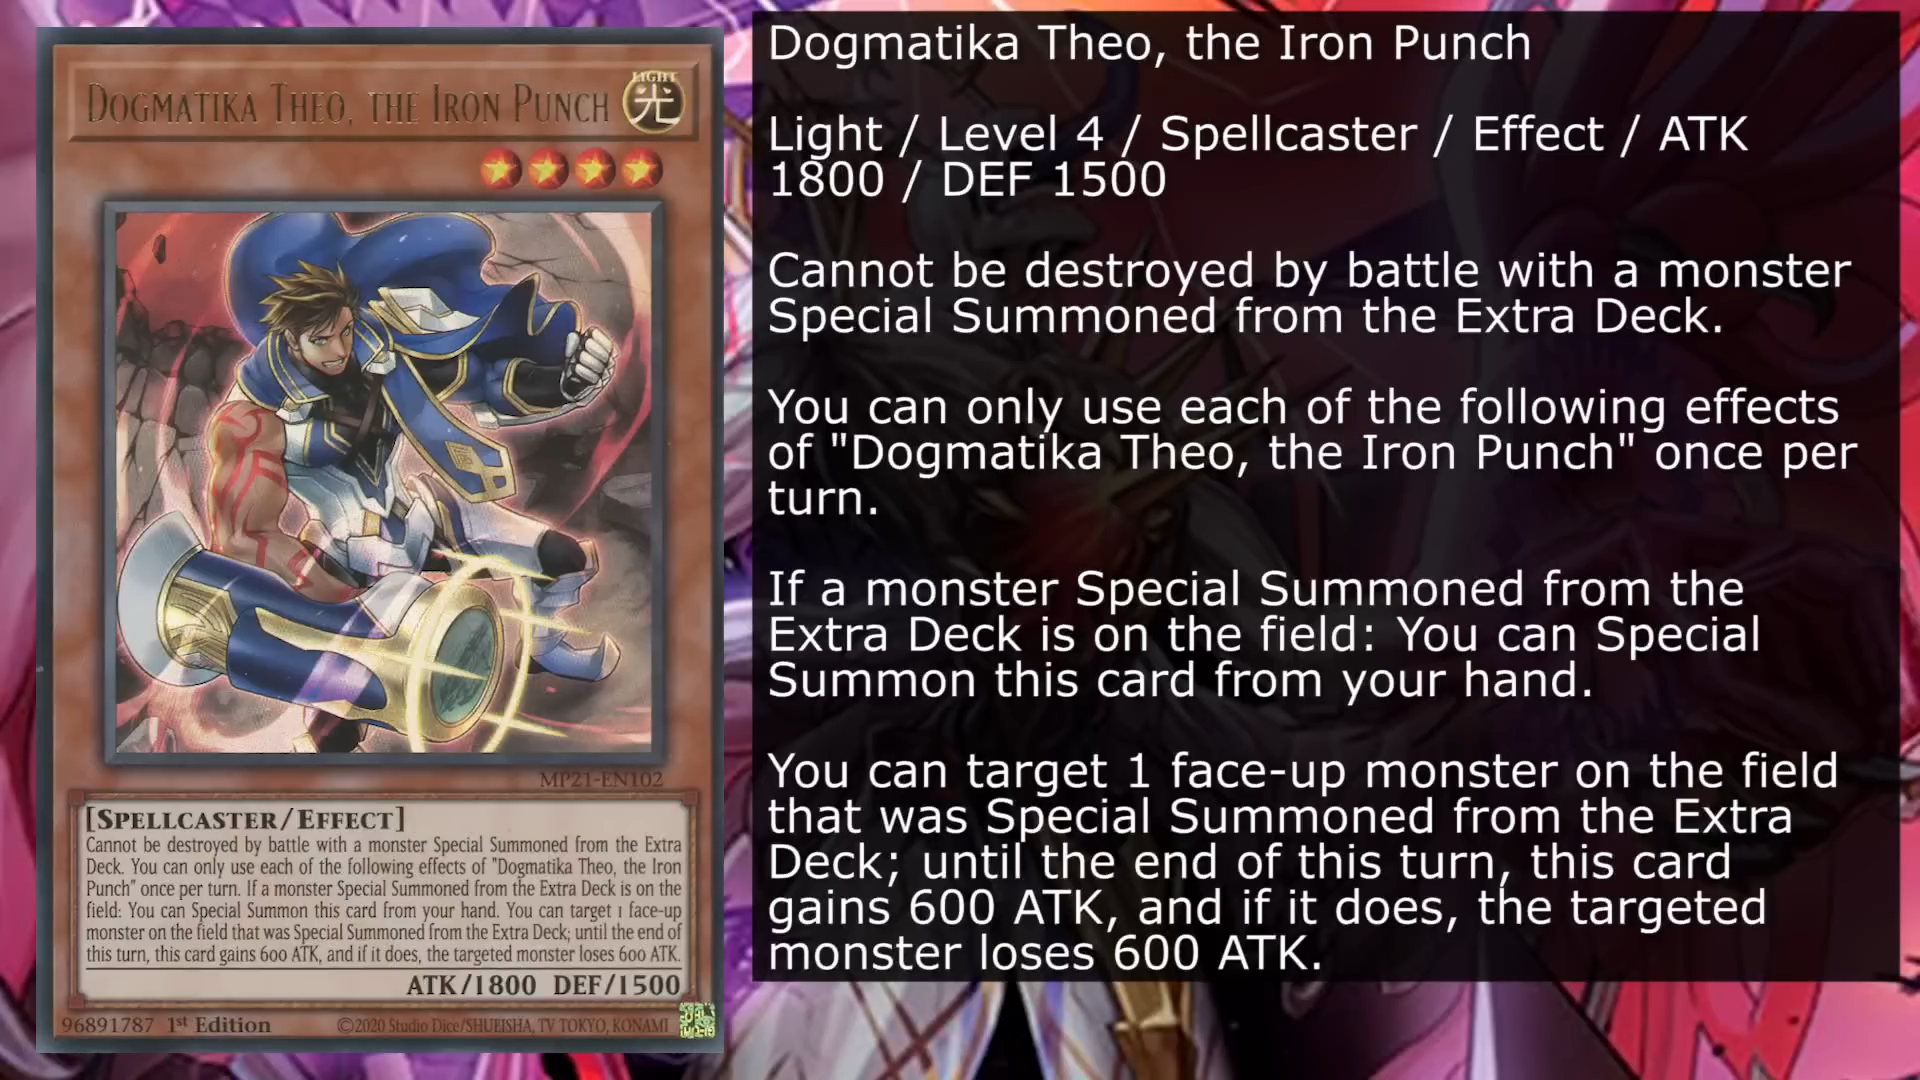 DOGMATIKA THEO, THE IRON PUNCH
LIGHT
光
MP21-EN102
[SPELLCASTER/EFFECT]
Cannot be destroyed by battle with a monster Special Summoned from the Extra
Deck. You can only use each of the following effects of "Dogmatika Theo, the Iron
Punch" once per turn. If a monster Special Summoned from the Extra Deck is on the
field: You can Special Summon this card from your hand. You can target 1 face-up
monster on the field that was Special Summoned from the Extra Deck; until the end of
this turn, this card gains 600 ATK, and if it does, the targeted monster loses 600 ATK.
ATK/1800 DEF/1500
96891787 1st Edition ©2020 Studio Dice/SHUEISHA, TV TOKYO, KONAMI
Dogmatika Theo, the Iron Punch
Light / Level 4 / Spellcaster / Effect / ATK
1800 / DEF 1500
Cannot be destroyed by battle with a monster
Special Summoned from the Extra Deck.
You can only use each of the following effects
of "Dogmatika Theo, the Iron Punch" once per
turn.
If a monster Special Summoned from the
Extra Deck is on the field: You can Special
Summon this card from your hand.
You can target 1 face-up monster on the field
that was Special Summoned from the Extra
Deck; until the end of this turn, this card
gains 600 ATK, and if it does, the targeted
monster loses 600 ATK.